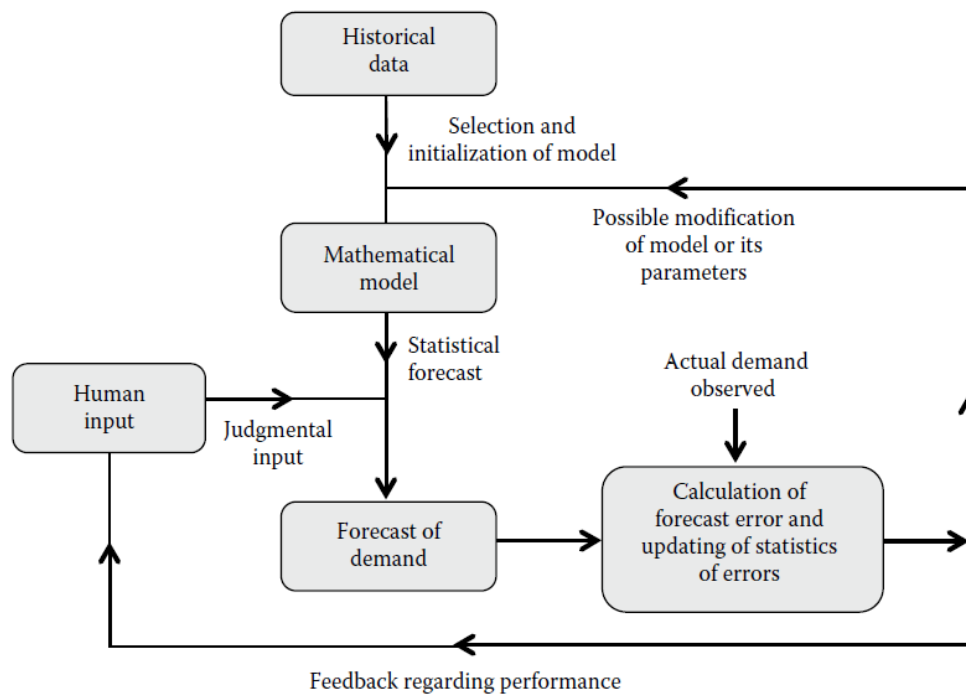 Historical
data
Selection and
initialization of model
Possible modification
of model or its
parameters
Mathematical
model
Statistical
forecast
Actual demand
observed
Human
input
Judgmental
input
Forecast of
demand
Calculation of
forecast error and
updating of statistics
of errors
Feedback regarding performance